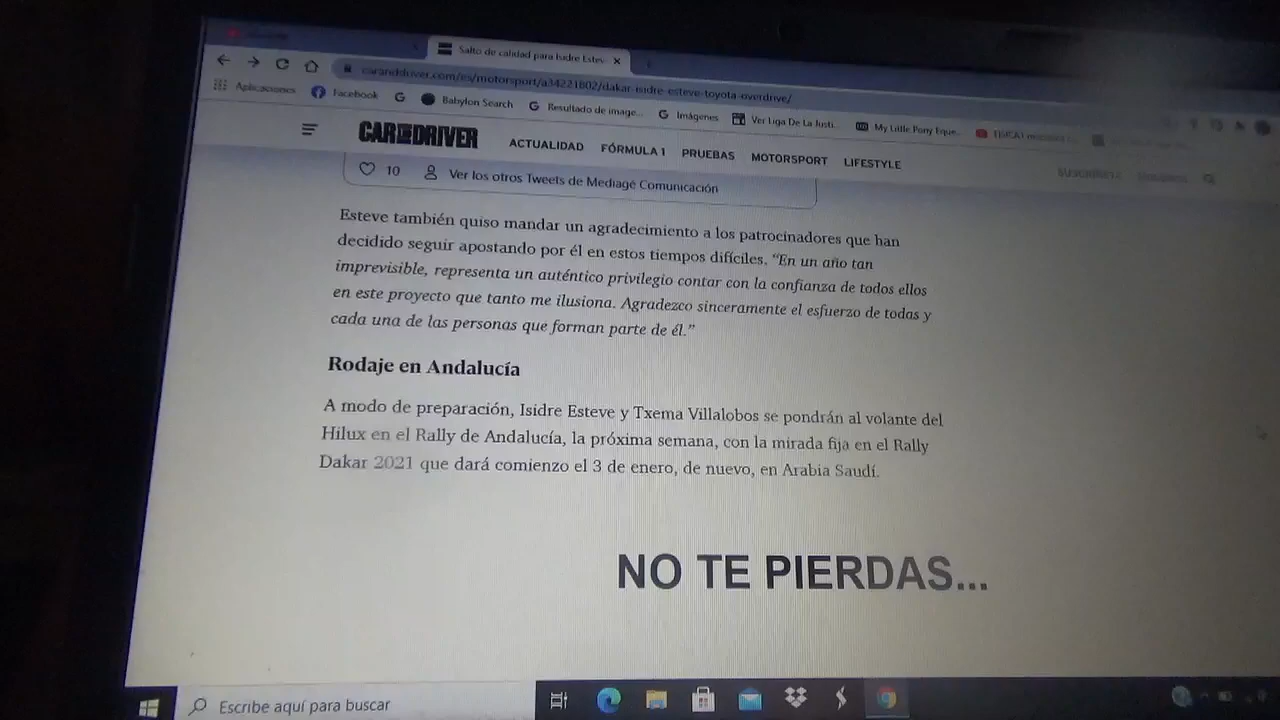 Salto de calidad para Isidre Estev
caranddriver.com/es/motorsport/a34221802/dakar-isidre-esteve-toyota-overdrive/
Aplicaciones Facebook Babylon Search Resultado de image... Imágenes Ver Liga De La Justi... My Little Pony Eque...
CAR AND DRIVER ACTUALIDAD FÓRMULA 1 PRUEBAS MOTORSPORT LIFESTYLE
10 Ver los otros Tweets de Mediagé Comunicación
Esteve también quiso mandar un agradecimiento a los patrocinadores que han
decidido seguir apostando por él en estos tiempos difíciles. “En un año tan
imprevisible, representa un auténtico privilegio contar con la confianza de todos ellos
en este proyecto que tanto me ilusiona. Agradezco sinceramente el esfuerzo de todas y
cada una de las personas que forman parte de él.”
Rodaje en Andalucía
A modo de preparación, Isidre Esteve y Txema Villalobos se pondrán al volante del
Hilux en el Rally de Andalucía, la próxima semana, con la mirada fija en el Rally
Dakar 2021 que dará comienzo el 3 de enero, de nuevo, en Arabia Saudí.
NO TE PIERDAS...
Escribe aquí para buscar